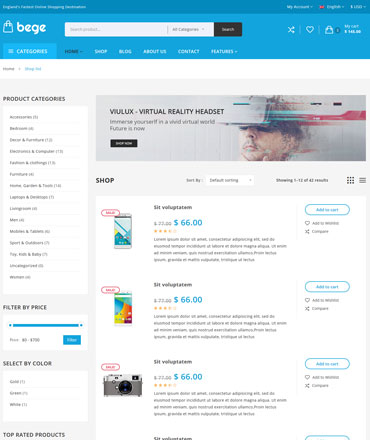 England's Fastest Online Shopping Destination
My Account
English
$ USD
bege
Search product...
All Categories
Search
My cart
$ 145.00
CATEGORIES
HOME
SHOP
BLOG
ABOUT US
CONTACT
FEATURES
Home
Shop list
PRODUCT CATEGORIES
Accessories (5)
Bedroom (4)
Decor & Furniture (12)
Electronics & Computer (13)
Fashion & clothings (13)
Furniture (4)
Home, Garden & Tools (14)
Laptops & Desktops (7)
Livingroom (4)
Men (4)
Mobiles & Tablets (6)
Sport & Outdoors (7)
Toy, Kids & Baby (7)
Uncategorized (0)
Women (4)
FILTER BY PRICE
Price: $0 - $700
Filter
SELECT BY COLOR
Gold (1)
Green (1)
White (1)
TOP RATED PRODUCTS
VIULUX - VIRTUAL REALITY HEADSET
Immerse yourself in a vivid virtual world
Future is now
SHOP NOW
SHOP
Sort By :
Default sorting
Showing 1–12 of 42 results
SALE!
Sit voluptatem
$ 77.00 $ 66.00
Lorem ipsum dolor sit amet, consectetur adipiscing elit, sed do
eiusmod tempor incididunt ut labore et dolore magna aliqua. Ut enim
ad minim veniam, quis nostrud exercitation ullamco,Proin lectus
ipsum, gravida et mattis vulputate, tristique ut lectus
Add to cart
Add to Wishlist
Compare
SALE!
Sit voluptatem
$ 77.00 $ 66.00
Lorem ipsum dolor sit amet, consectetur adipiscing elit, sed do
eiusmod tempor incididunt ut labore et dolore magna aliqua. Ut enim
ad minim veniam, quis nostrud exercitation ullamco,Proin lectus
ipsum, gravida et mattis vulputate, tristique ut lectus
Add to cart
Add to Wishlist
Compare
SALE!
Sit voluptatem
$ 77.00 $ 66.00
Lorem ipsum dolor sit amet, consectetur adipiscing elit, sed do
eiusmod tempor incididunt ut labore et dolore magna aliqua. Ut enim
ad minim veniam, quis nostrud exercitation ullamco,Proin lectus
ipsum, gravida et mattis vulputate, tristique ut lectus
Add to cart
Add to Wishlist
Compare
Sit voluptatem